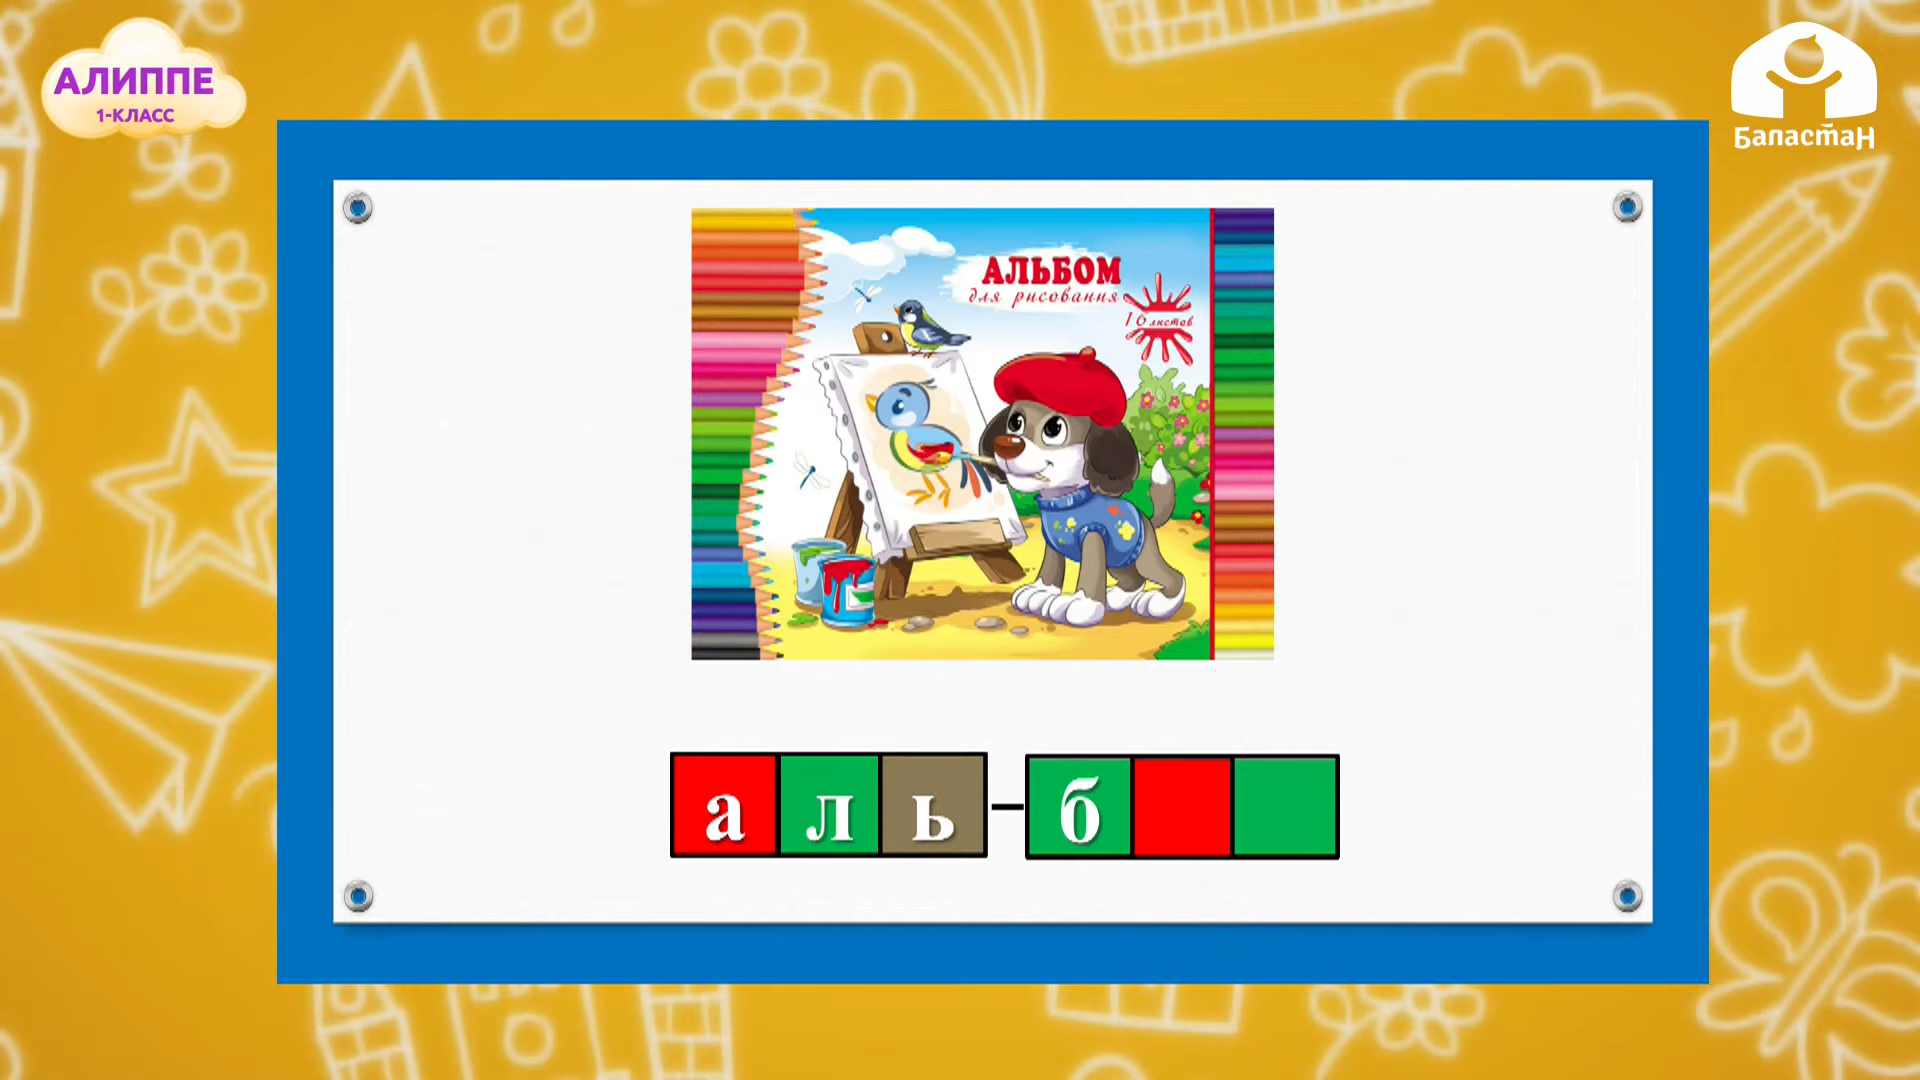 АЛИППЕ
1-КЛАСС
Баластан
АЛЬБОМ
для рисования
16 листов
а л ь - б